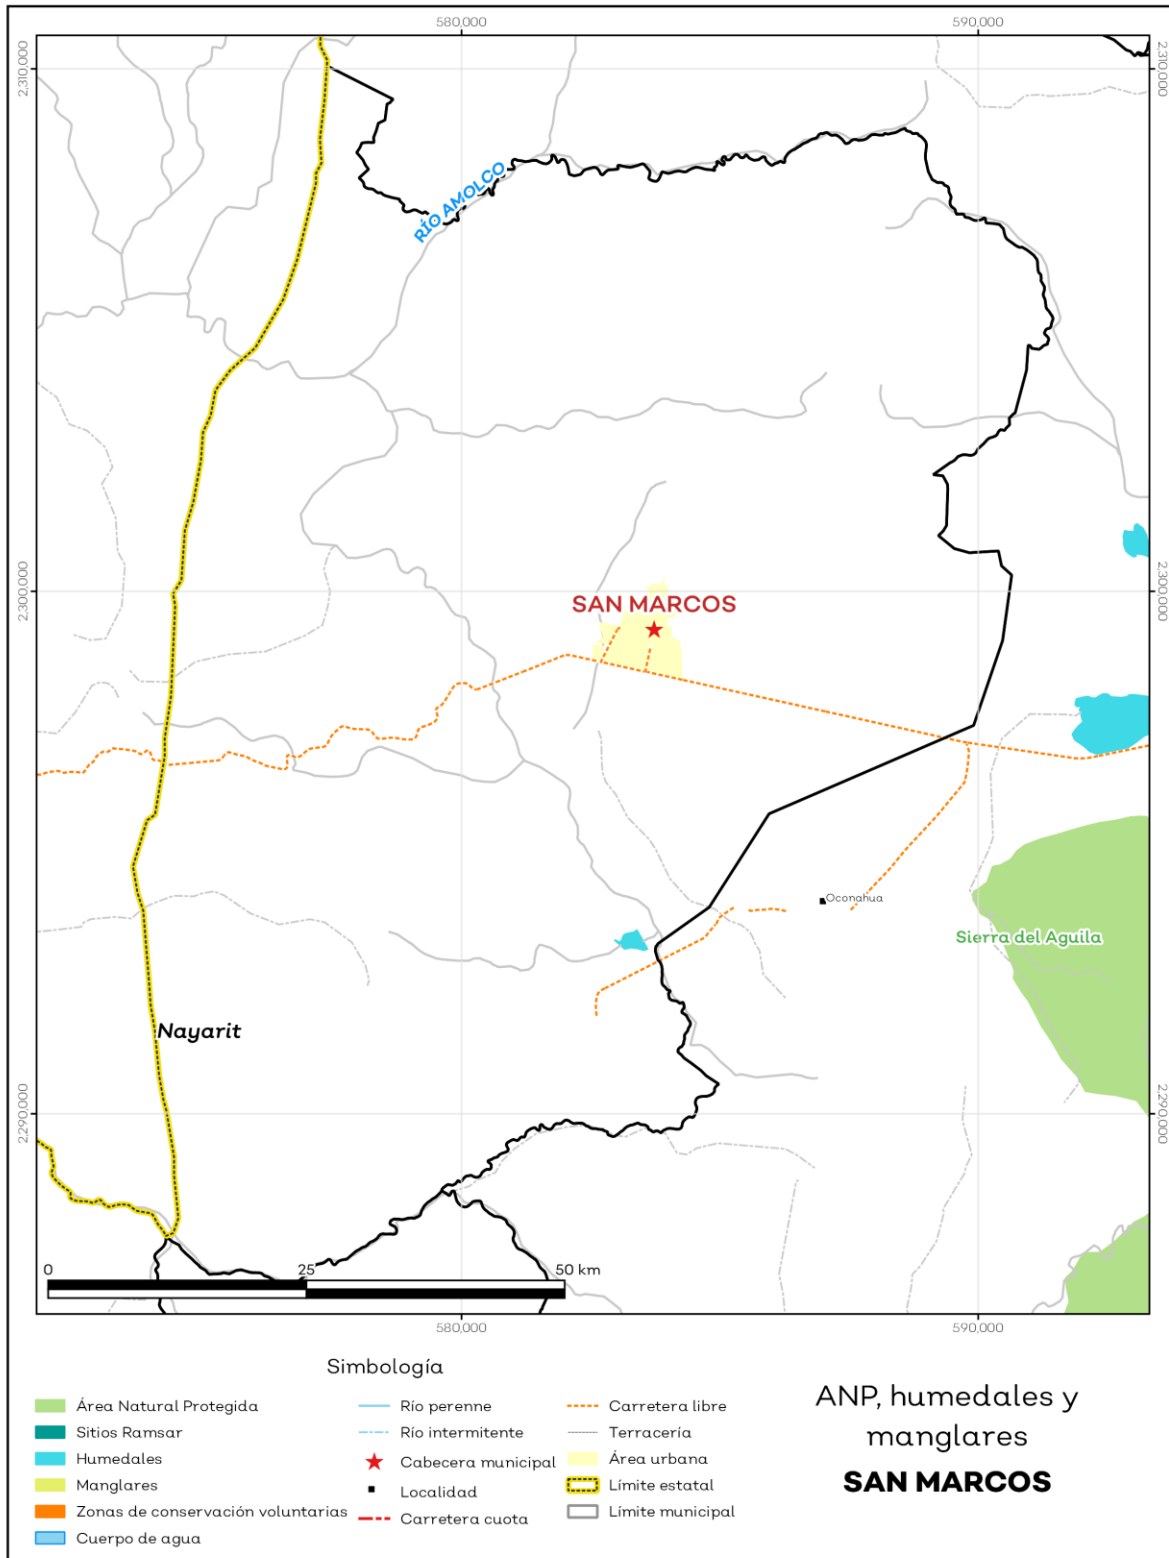 580,000
590,000
2,310,000
2,310,000
RÍO AMOLCO
2,300,000
2,300,000
SAN MARCOS
Oconahua
Sierra del Aguila
Nayarit
2,290,000
2,290,000
0
25
50 km
580,000
590,000
Simbología
Área Natural Protegida
Sitios Ramsar
Humedales
Manglares
Zonas de conservación voluntarias
Cuerpo de agua
Río perenne
Río intermitente
Cabecera municipal
Localidad
Carretera cuota
Carretera libre
Terracería
Área urbana
Límite estatal
Límite municipal
ANP, humedales y
manglares
SAN MARCOS